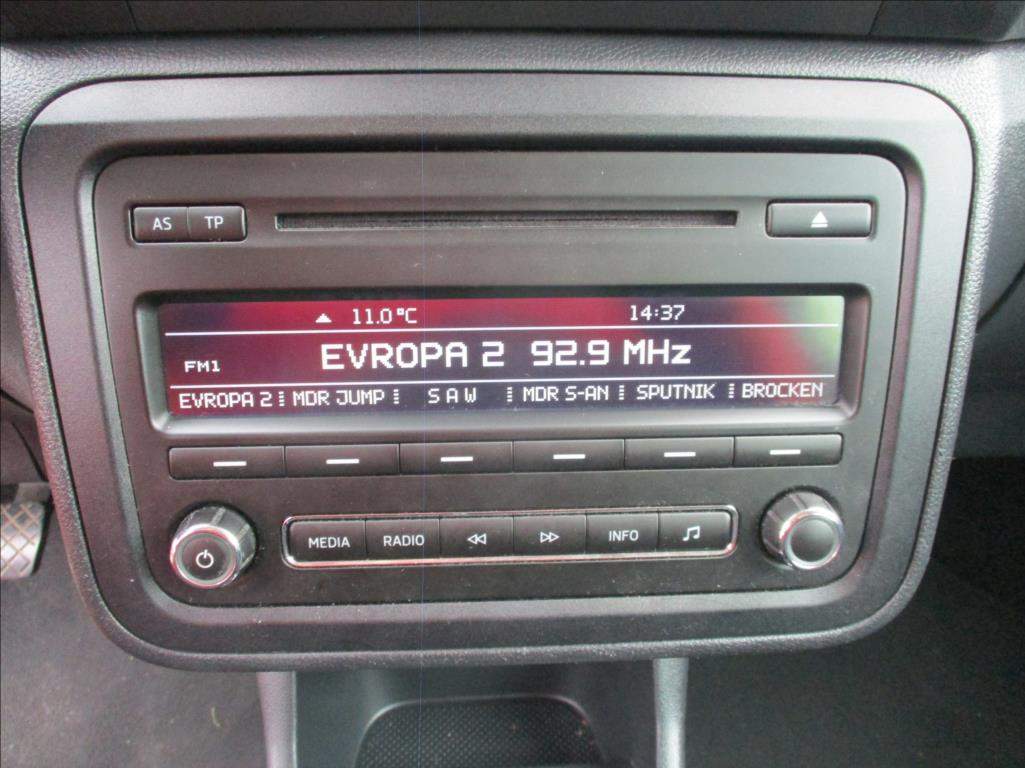 AS TP
11.0°C 14:37
FM1 EVROPA 2 92.9 MHz
EVROPA 2 MDR JUMP S A W MDR S-AN SPUTNIK BROCKEN
MEDIA RADIO INFO